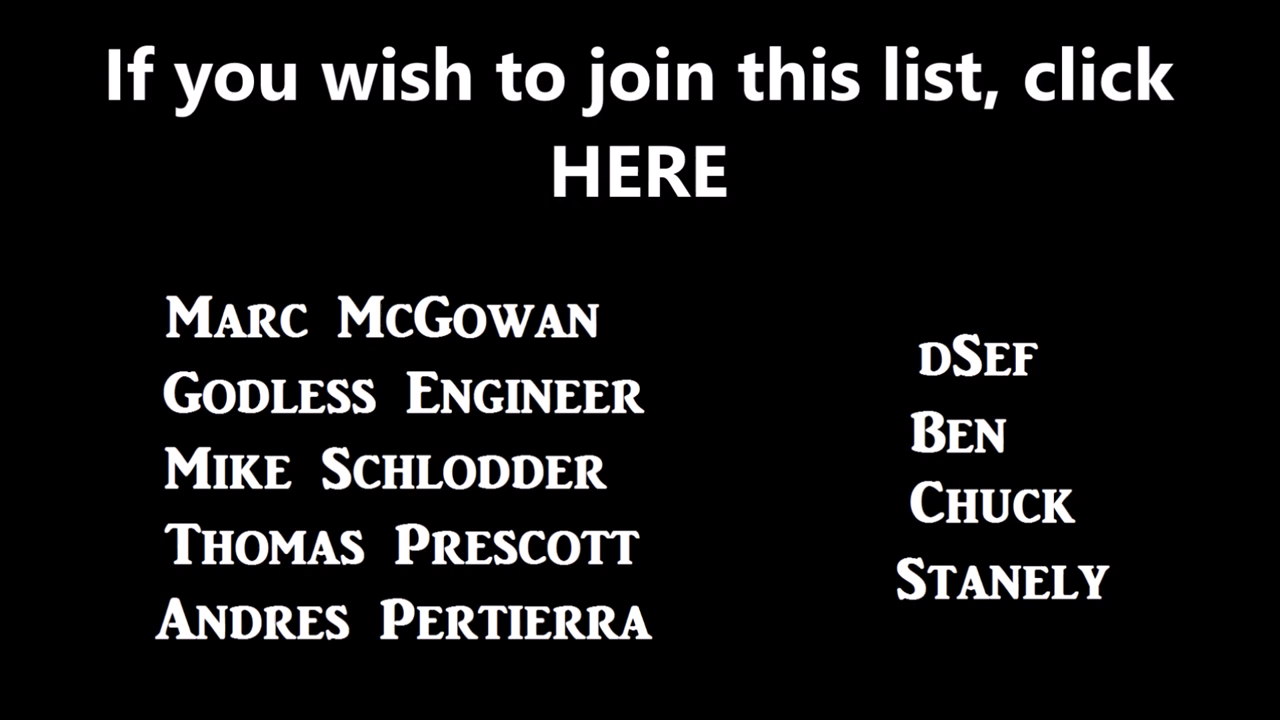 If you wish to join this list, click
HERE
Marc McGowan
Godless Engineer
Mike Schlodder
Thomas Prescott
Andres Pertierra
dSef
Ben
Chuck
Stanely